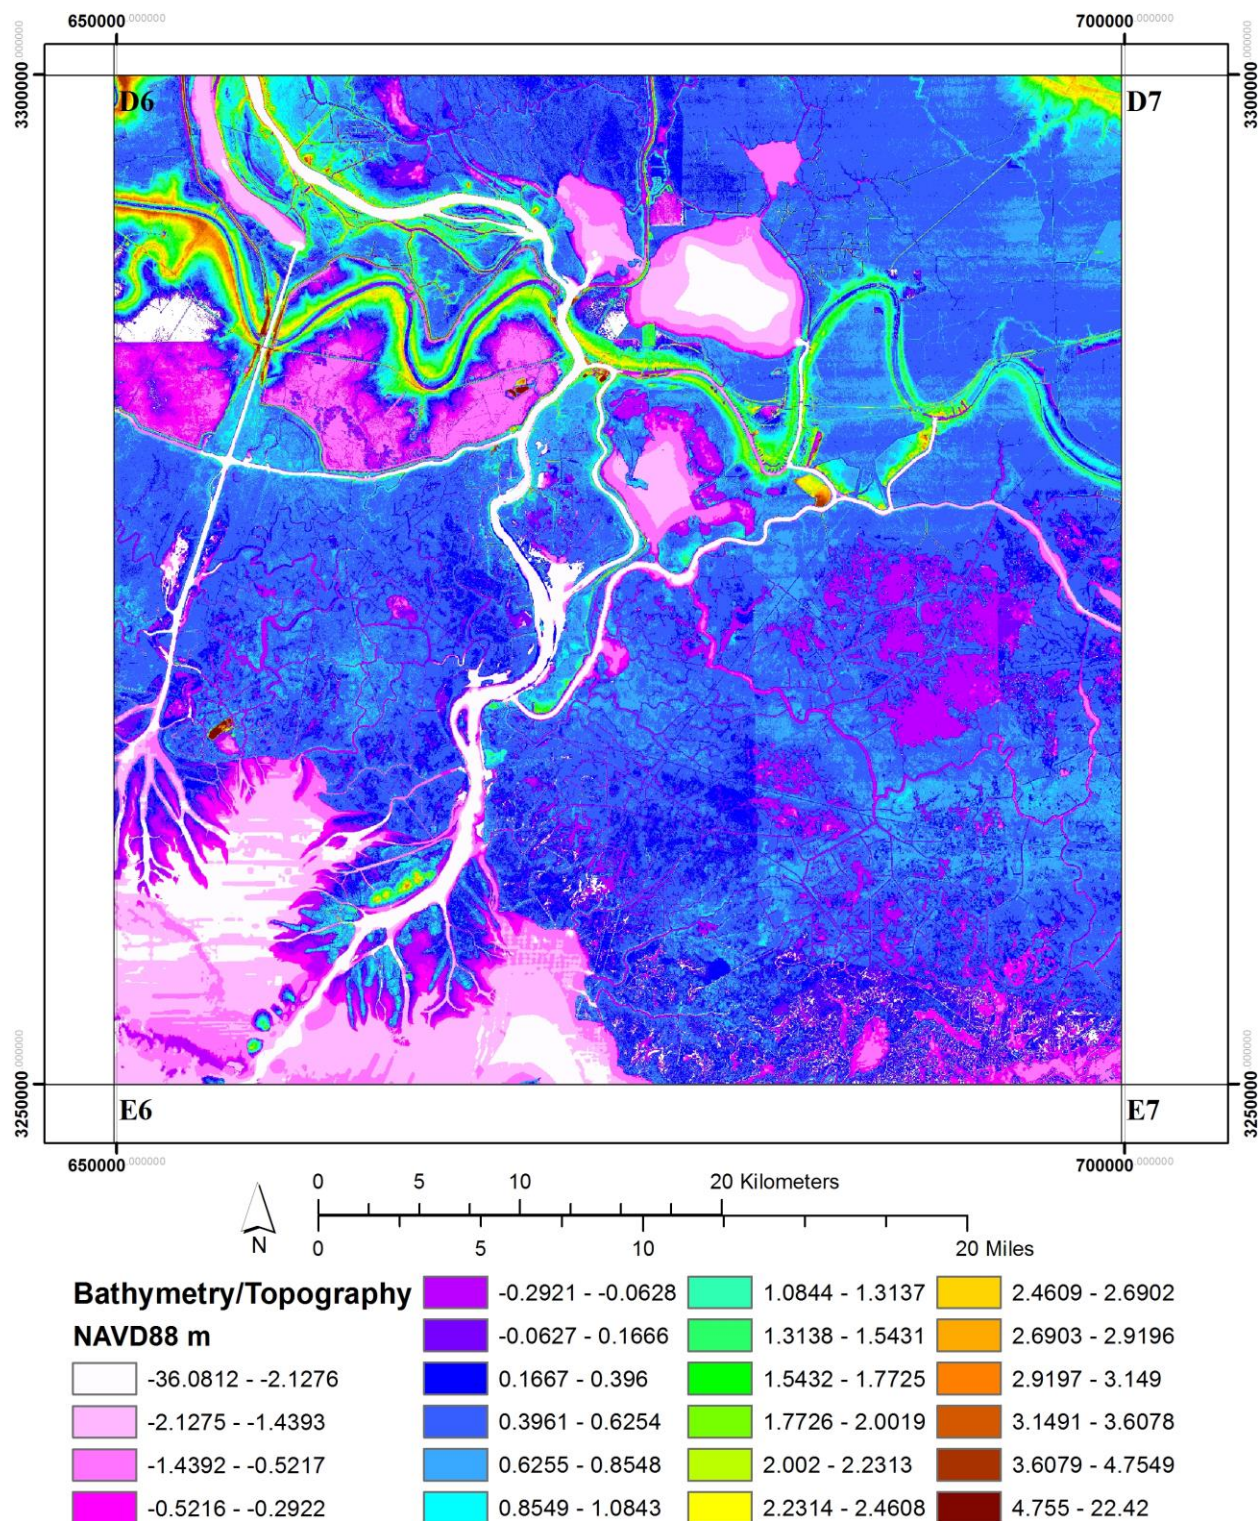 650000.000000 700000.000000
3300000.000000 3300000.000000
D6 D7
3250000.000000 3250000.000000
E6 E7
650000.000000 700000.000000
0 5 10 20 Kilometers
N
0 5 10 20 Miles
Bathymetry/Topography
NAVD88 m
-36.0812 - -2.1276
-2.1275 - -1.4393
-1.4392 - -0.5217
-0.5216 - -0.2922
-0.2921 - -0.0628
-0.0627 - 0.1666
0.1667 - 0.396
0.3961 - 0.6254
0.6255 - 0.8548
0.8549 - 1.0843
1.0844 - 1.3137
1.3138 - 1.5431
1.5432 - 1.7725
1.7726 - 2.0019
2.002 - 2.2313
2.2314 - 2.4608
2.4609 - 2.6902
2.6903 - 2.9196
2.9197 - 3.149
3.1491 - 3.6078
3.6079 - 4.7549
4.755 - 22.42